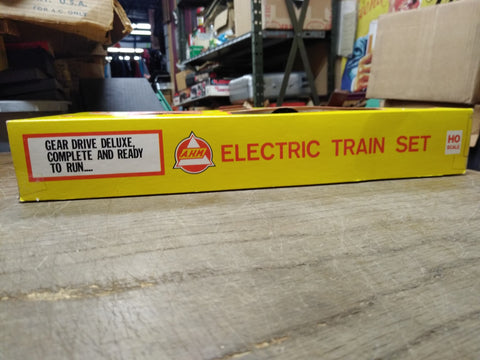 GEAR DRIVE DELUXE,
COMPLETE AND READY
TO RUN....
AHM
ELECTRIC TRAIN SET
HO
SCALE
U.S.A.